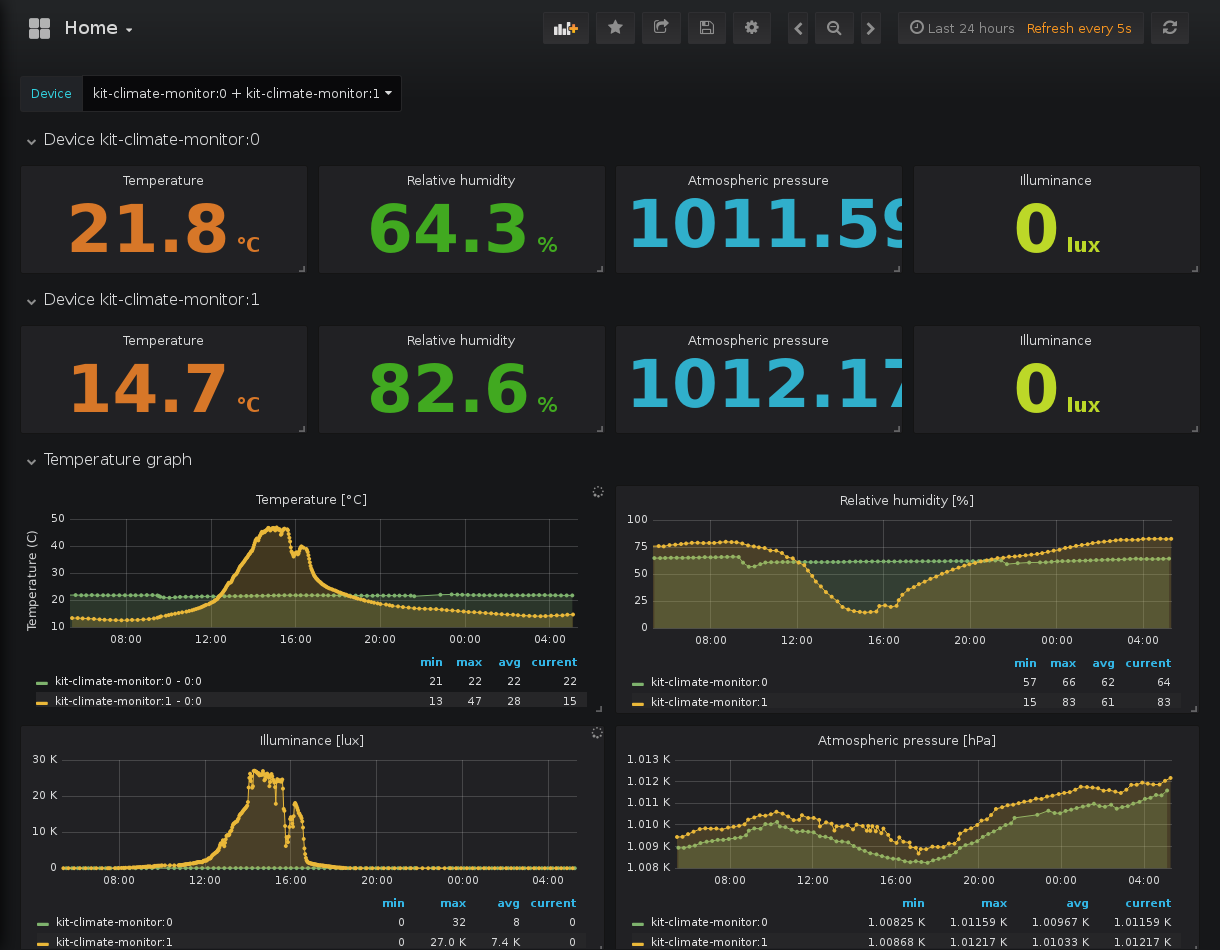 Home
Last 24 hours Refresh every 5s
Device kit-climate-monitor:0 + kit-climate-monitor:1
Device kit-climate-monitor:0
Temperature Relative humidity Atmospheric pressure Illuminance
21.8 °C 64.3 % 1011.59 0 lux
Device kit-climate-monitor:1
Temperature Relative humidity Atmospheric pressure Illuminance
14.7 °C 82.6 % 1012.17 0 lux
Temperature graph
Temperature [°C]
Temperature (C)
50
40
30
20
10
08:00 12:00 16:00 20:00 00:00 04:00
min max avg current
kit-climate-monitor:0 - 0:0 21 22 22 22
kit-climate-monitor:1 - 0:0 13 47 28 15
Relative humidity [%]
100
75
50
25
0
08:00 12:00 16:00 20:00 00:00 04:00
min max avg current
kit-climate-monitor:0 57 66 62 64
kit-climate-monitor:1 15 83 61 83
Illuminance [lux]
30 K
20 K
10 K
0
08:00 12:00 16:00 20:00 00:00 04:00
min max avg current
kit-climate-monitor:0 0 32 8 0
kit-climate-monitor:1 0 27.0 K 7.4 K 0
Atmospheric pressure [hPa]
1.013 K
1.012 K
1.011 K
1.010 K
1.009 K
1.008 K
08:00 12:00 16:00 20:00 00:00 04:00
min max avg current
kit-climate-monitor:0 1.00825 K 1.01159 K 1.00967 K 1.01159 K
kit-climate-monitor:1 1.00868 K 1.01217 K 1.01033 K 1.01217 K